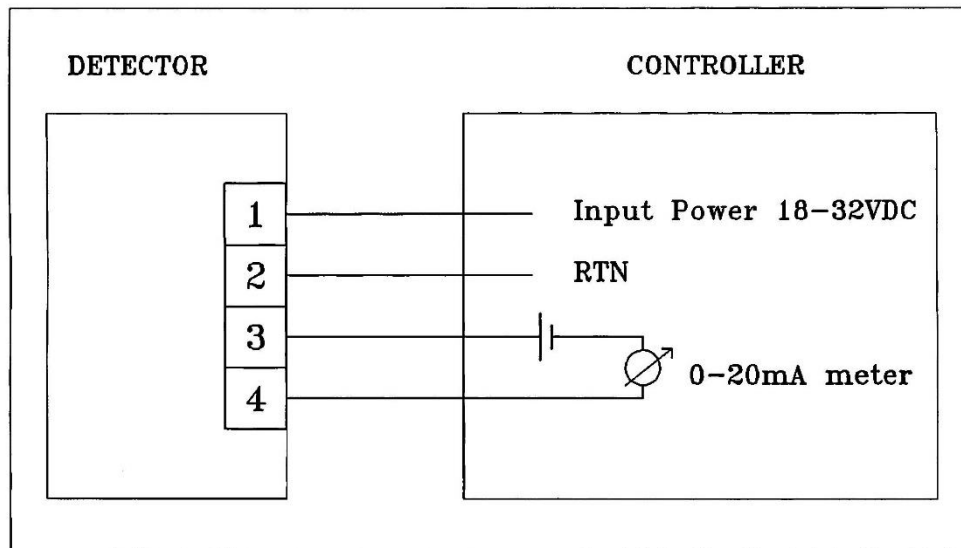 DETECTOR
CONTROLLER
1
Input Power 18-32VDC
2
RTN
3
4
0-20mA meter